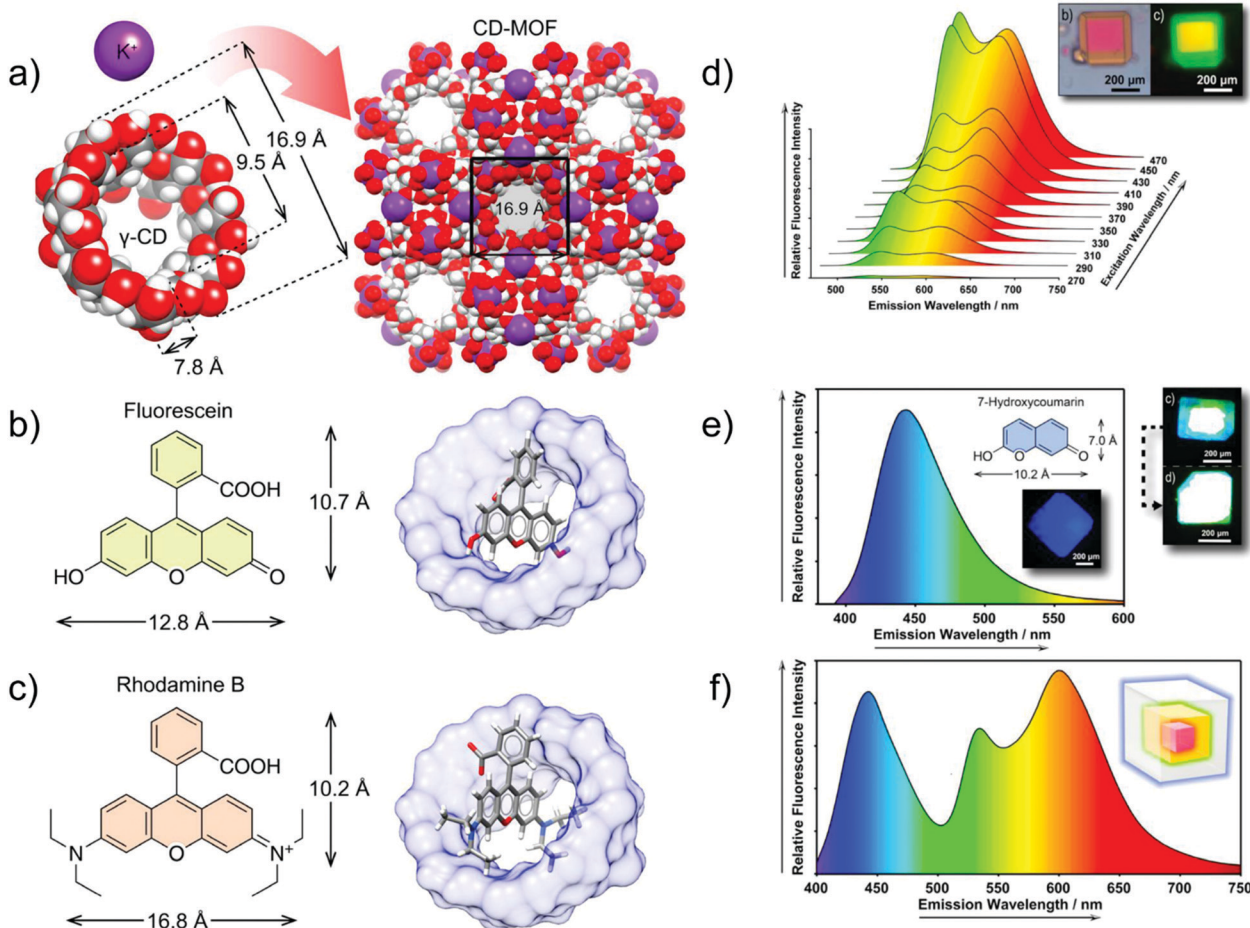 a)
K+
γ-CD
16.9 Å
9.5 Å
7.8 Å
CD-MOF
16.9 Å
b)
Fluorescein
COOH
HO
O
O
10.7 Å
12.8 Å
c)
Rhodamine B
COOH
N
O
N+
10.2 Å
16.8 Å
d)
Relative Fluorescence Intensity
b)
200 μm
c)
200 μm
470
450
430
410
390
370
350
330
310
290
270
Excitation Wavelength / nm
500 550 600 650 700 750
Emission Wavelength / nm
e)
Relative Fluorescence Intensity
7-Hydroxycoumarin
HO
O
O
7.0 Å
10.2 Å
200 μm
c)
200 μm
d)
200 μm
400 450 500 550 600
Emission Wavelength / nm
f)
Relative Fluorescence Intensity
400 450 500 550 600 650 700 750
Emission Wavelength / nm